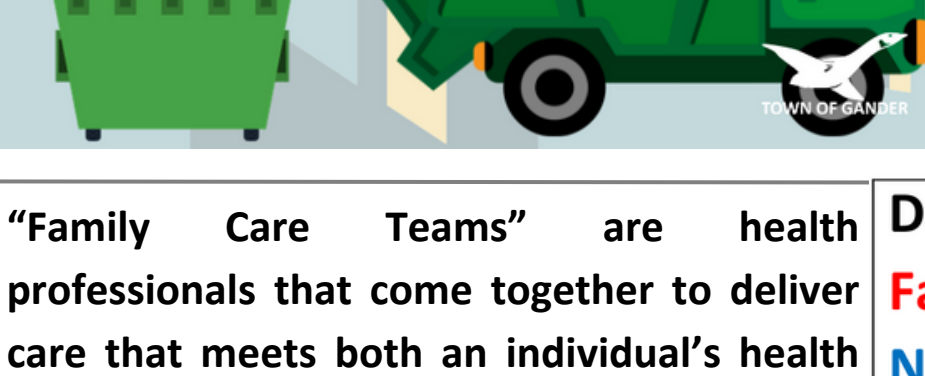 TOWN OF GANDER
“Family Care Teams” are health
professionals that come together to deliver
care that meets both an individual’s health
D
Fa
N